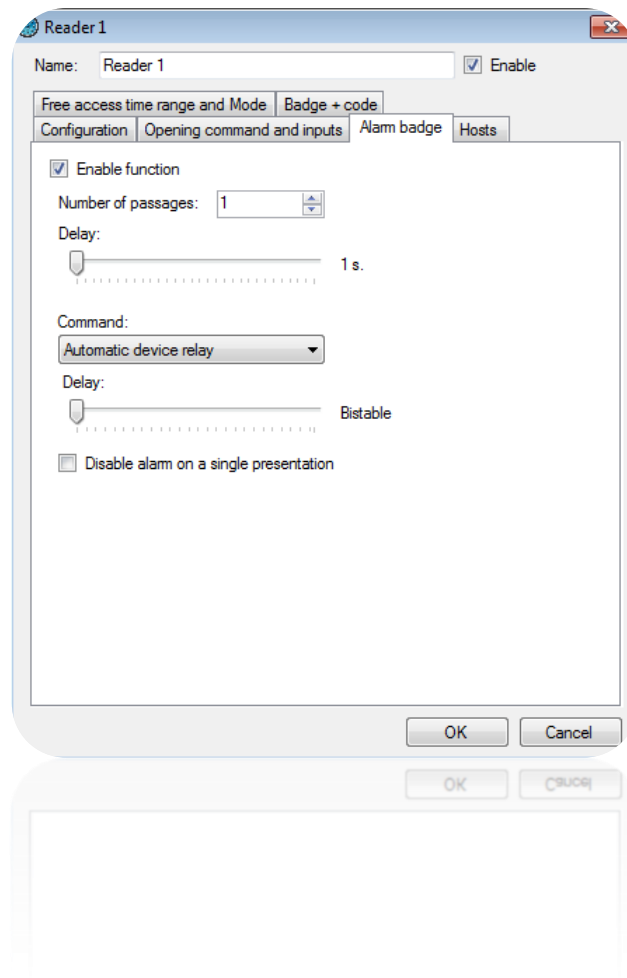 Reader 1
Name: Reader 1 Enable
Free access time range and Mode Badge + code
Configuration Opening command and inputs Alarm badge Hosts
Enable function
Number of passages: 1
Delay:
1 s.
Command:
Automatic device relay
Delay:
Bistable
Disable alarm on a single presentation
OK Cancel
OK Cancel